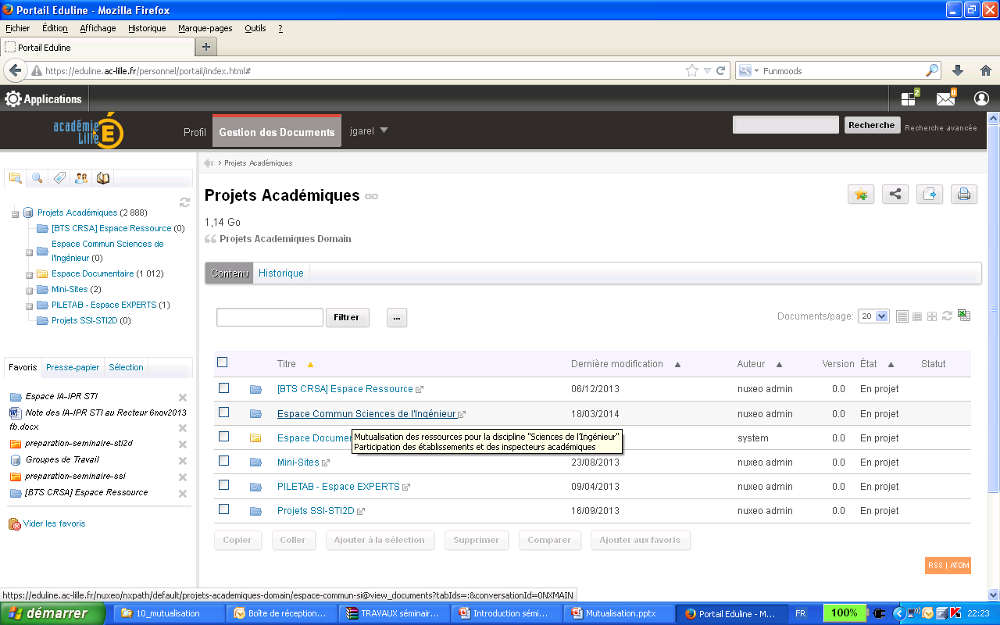 Portail Eduline - Mozilla Firefox
Fichier Édition Affichage Historique Marque-pages Outils ?
Portail Eduline
https://eduline.ac-lille.fr/personnel/portail/index.html#
Funmoods
Applications
2
0
académie Lille
Profil
Gestion des Documents
jgarel
Recherche
Recherche avancée
> Projets Académiques
Projets Académiques (2 888)
[BTS CRSA] Espace Ressource (0)
Espace Commun Sciences de
l'Ingénieur (0)
Espace Documentaire (1 012)
Mini-Sites (2)
PILETAB - Espace EXPERTS (1)
Projets SSI-STI2D (0)
Favoris Presse-papier Sélection
Espace IA-IPR STI
Note des IA-IPR STI au Recteur 6nov2013
fb.docx
preparation-seminaire-sti2d
Groupes de Travail
preparation-seminaire-ssi
[BTS CRSA] Espace Ressource
Vider les favoris
Projets Académiques
1,14 Go
Projets Academiques Domain
Contenu Historique
Filtrer ...
Documents/page: 20
Titre Dernière modification Auteur Version État Statut
[BTS CRSA] Espace Ressource 06/12/2013 nuxeo admin 0.0 En projet
Espace Commun Sciences de l'Ingénieur 18/03/2014 nuxeo admin 0.0 En projet
Espace Documen system 0.0 En projet
Mutualisation des ressources pour la discipline "Sciences de l'Ingénieur"
Participation des établissements et des inspecteurs académiques
Mini-Sites 23/08/2013 nuxeo admin 0.0 En projet
PILETAB - Espace EXPERTS 09/04/2013 nuxeo admin 0.0 En projet
Projets SSI-STI2D 16/09/2013 nuxeo admin 0.0 En projet
Copier Coller Ajouter à la sélection Supprimer Comparer Ajouter aux favoris
RSS | ATOM
https://eduline.ac-lille.fr/nuxeo/nxpath/default/projets-academiques-domain/espace-commun-si@view_documents?tabIds=:&conversationId=0NXMAIN
démarrer
10_mutualisation
Boîte de réception...
TRAVAUX séminair...
Introduction sémi...
Mutualisation.pptx
Portail Eduline - M...
FR
100%
22:23